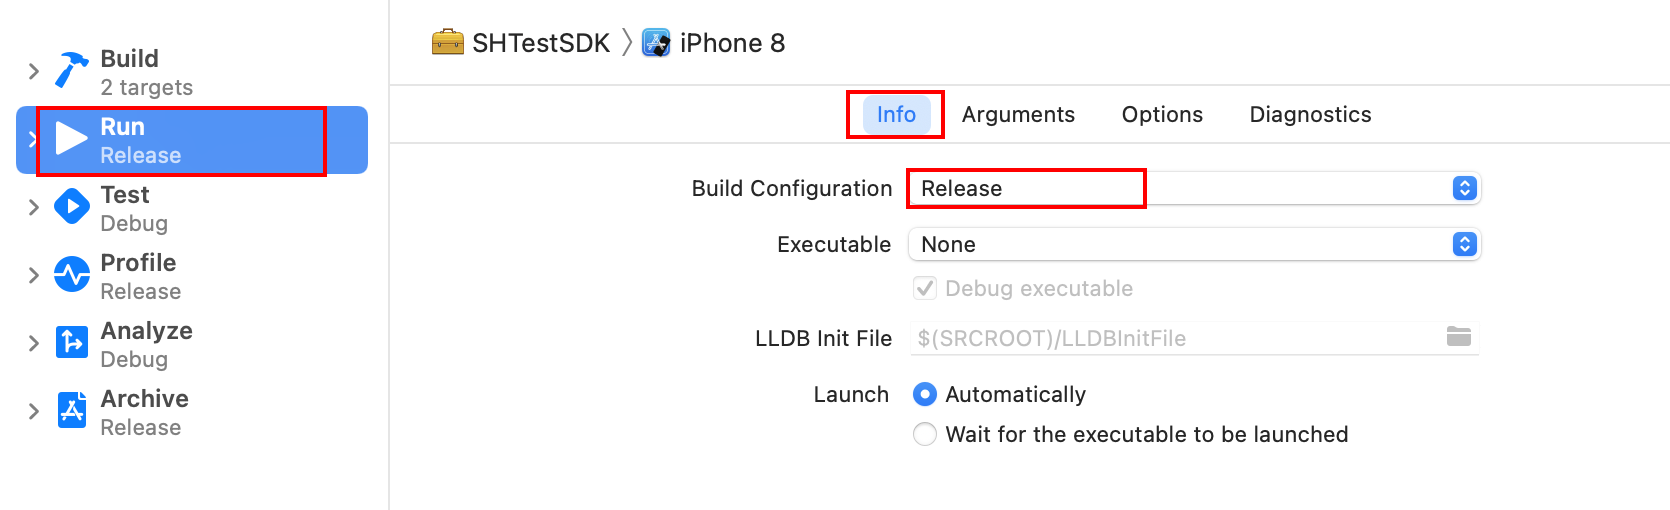 Build
2 targets
Run
Release
Test
Debug
Profile
Release
Analyze
Debug
Archive
Release
SHTestSDK 〉 iPhone 8
Info Arguments Options Diagnostics
Build Configuration Release
Executable None
Debug executable
LLDB Init File $(SRCROOT)/LLDBInitFile
Launch Automatically
Wait for the executable to be launched